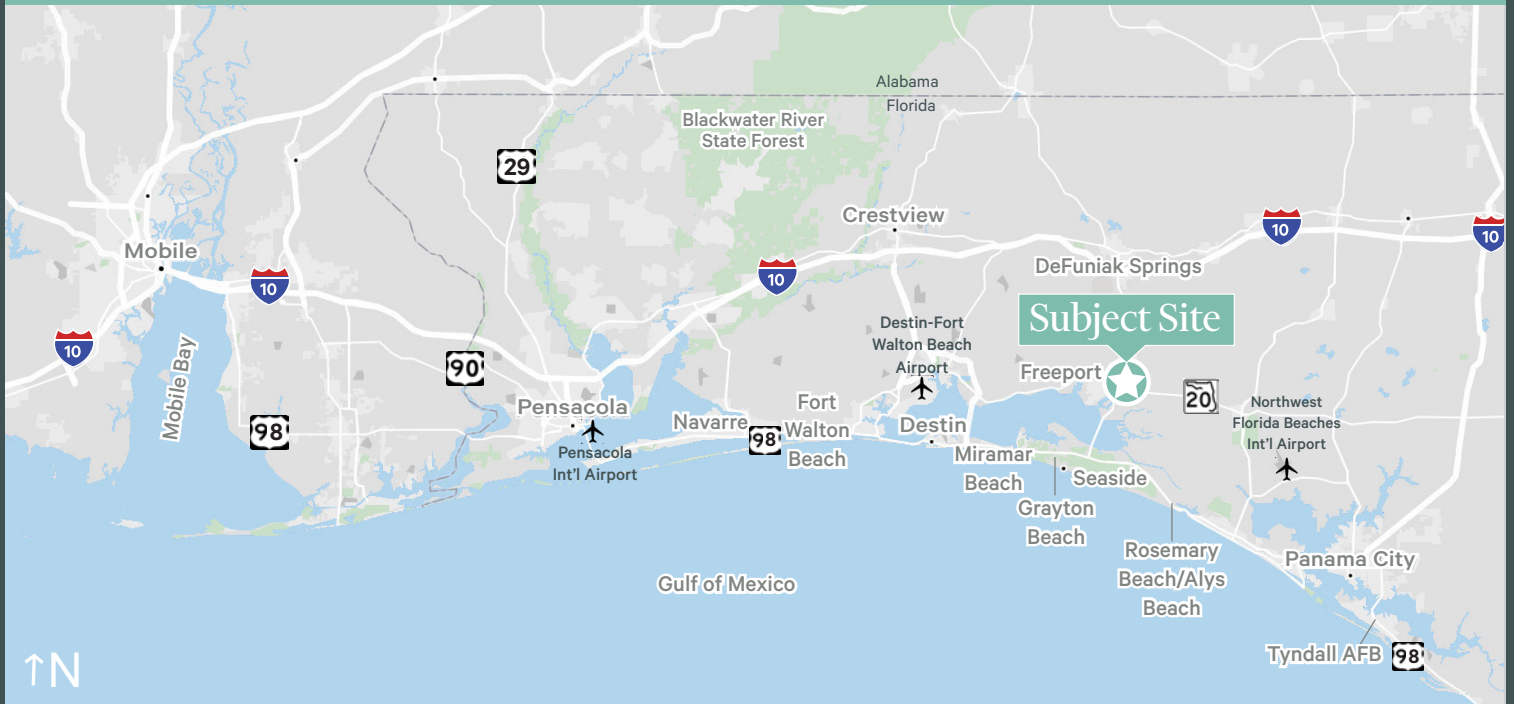 Alabama
Florida
Blackwater River
State Forest
29
Crestview
10
10
Mobile
DeFuniak Springs
10
10
Subject Site
Destin-Fort
Walton Beach
Airport
10
Mobile Bay
90
Freeport
20
Northwest
Florida Beaches
Int'l Airport
Pensacola
Pensacola
Int'l Airport
98
Navarre
98
Fort
Walton
Beach
Destin
Miramar
Beach
Seaside
Grayton
Beach
Rosemary
Beach/Alys
Beach
Panama City
Gulf of Mexico
Tyndall AFB
98
↑N